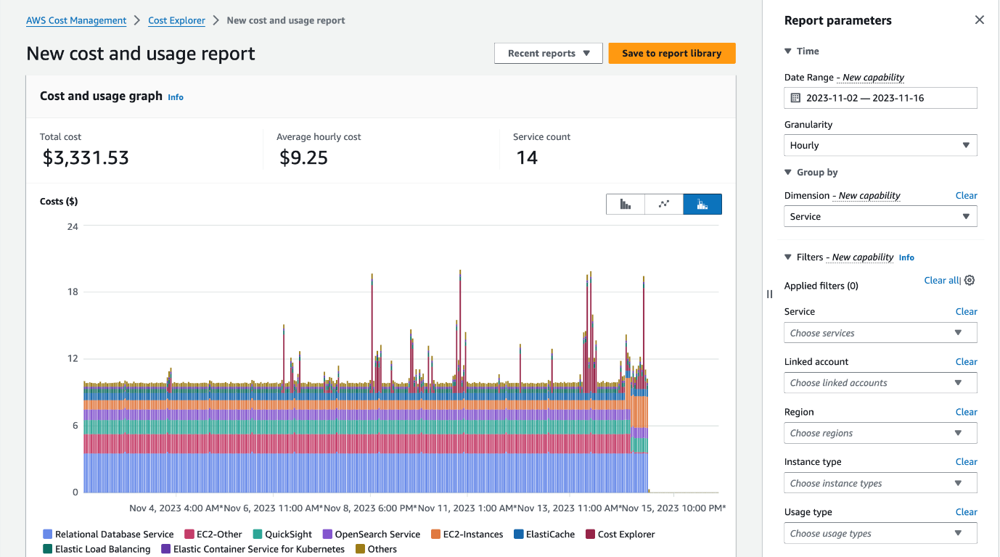 AWS Cost Management > Cost Explorer > New cost and usage report
New cost and usage report
Recent reports
Save to report library
Cost and usage graph Info
Total cost
$3,331.53
Average hourly cost
$9.25
Service count
14
Costs ($)
24
18
12
6
0
Nov 4, 2023 4:00 AM* Nov 6, 2023 11:00 AM* Nov 8, 2023 6:00 PM* Nov 11, 2023 1:00 AM* Nov 13, 2023 11:00 AM* Nov 15, 2023 10:00 PM*
Relational Database Service EC2-Other QuickSight OpenSearch Service EC2-Instances ElastiCache Cost Explorer
Elastic Load Balancing Elastic Container Service for Kubernetes Others
Report parameters
Time
Date Range - New capability
2023-11-02 — 2023-11-16
Granularity
Hourly
Group by
Dimension - New capability Clear
Service
Filters - New capability Info
Applied filters (0) Clear all|
Service Clear
Choose services
Linked account Clear
Choose linked accounts
Region Clear
Choose regions
Instance type Clear
Choose instance types
Usage type Clear
Choose usage types